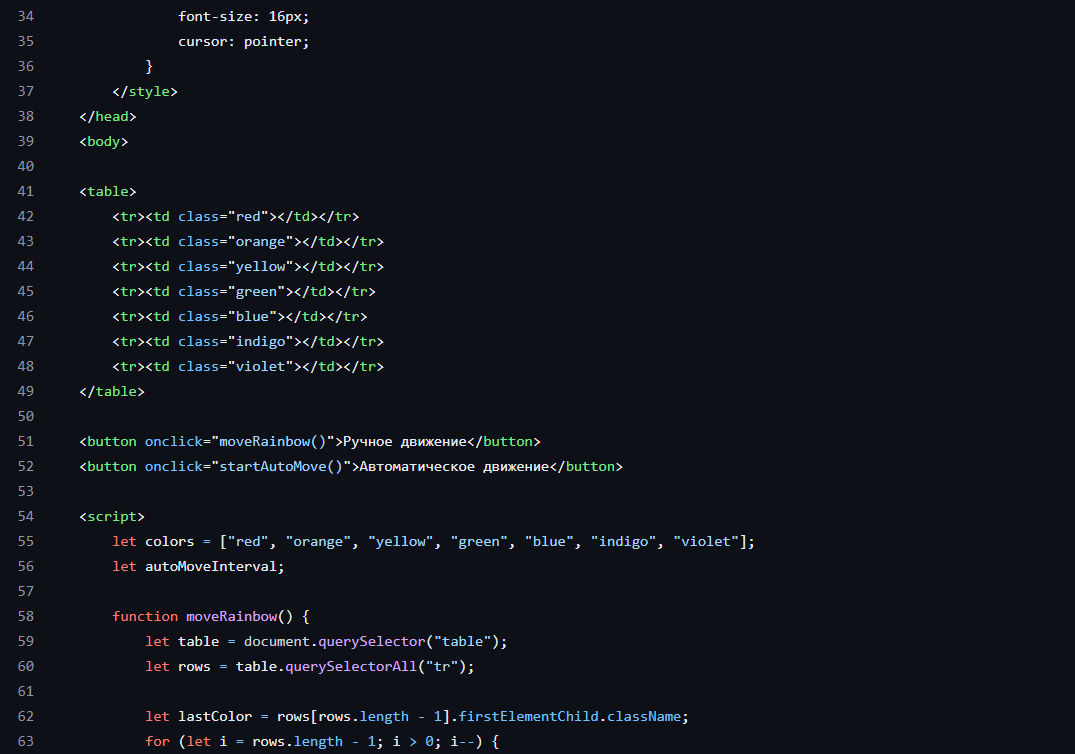 34 font-size: 16px;
35 cursor: pointer;
36 }
37 </style>
38 </head>
39 <body>
40
41 <table>
42 <tr><td class="red"></td></tr>
43 <tr><td class="orange"></td></tr>
44 <tr><td class="yellow"></td></tr>
45 <tr><td class="green"></td></tr>
46 <tr><td class="blue"></td></tr>
47 <tr><td class="indigo"></td></tr>
48 <tr><td class="violet"></td></tr>
49 </table>
50
51 <button onclick="moveRainbow()">Ручное движение</button>
52 <button onclick="startAutoMove()">Автоматическое движение</button>
53
54 <script>
55 let colors = ["red", "orange", "yellow", "green", "blue", "indigo", "violet"];
56 let autoMoveInterval;
57
58 function moveRainbow() {
59 let table = document.querySelector("table");
60 let rows = table.querySelectorAll("tr");
61
62 let lastColor = rows[rows.length - 1].firstElementChild.className;
63 for (let i = rows.length - 1; i > 0; i--) {